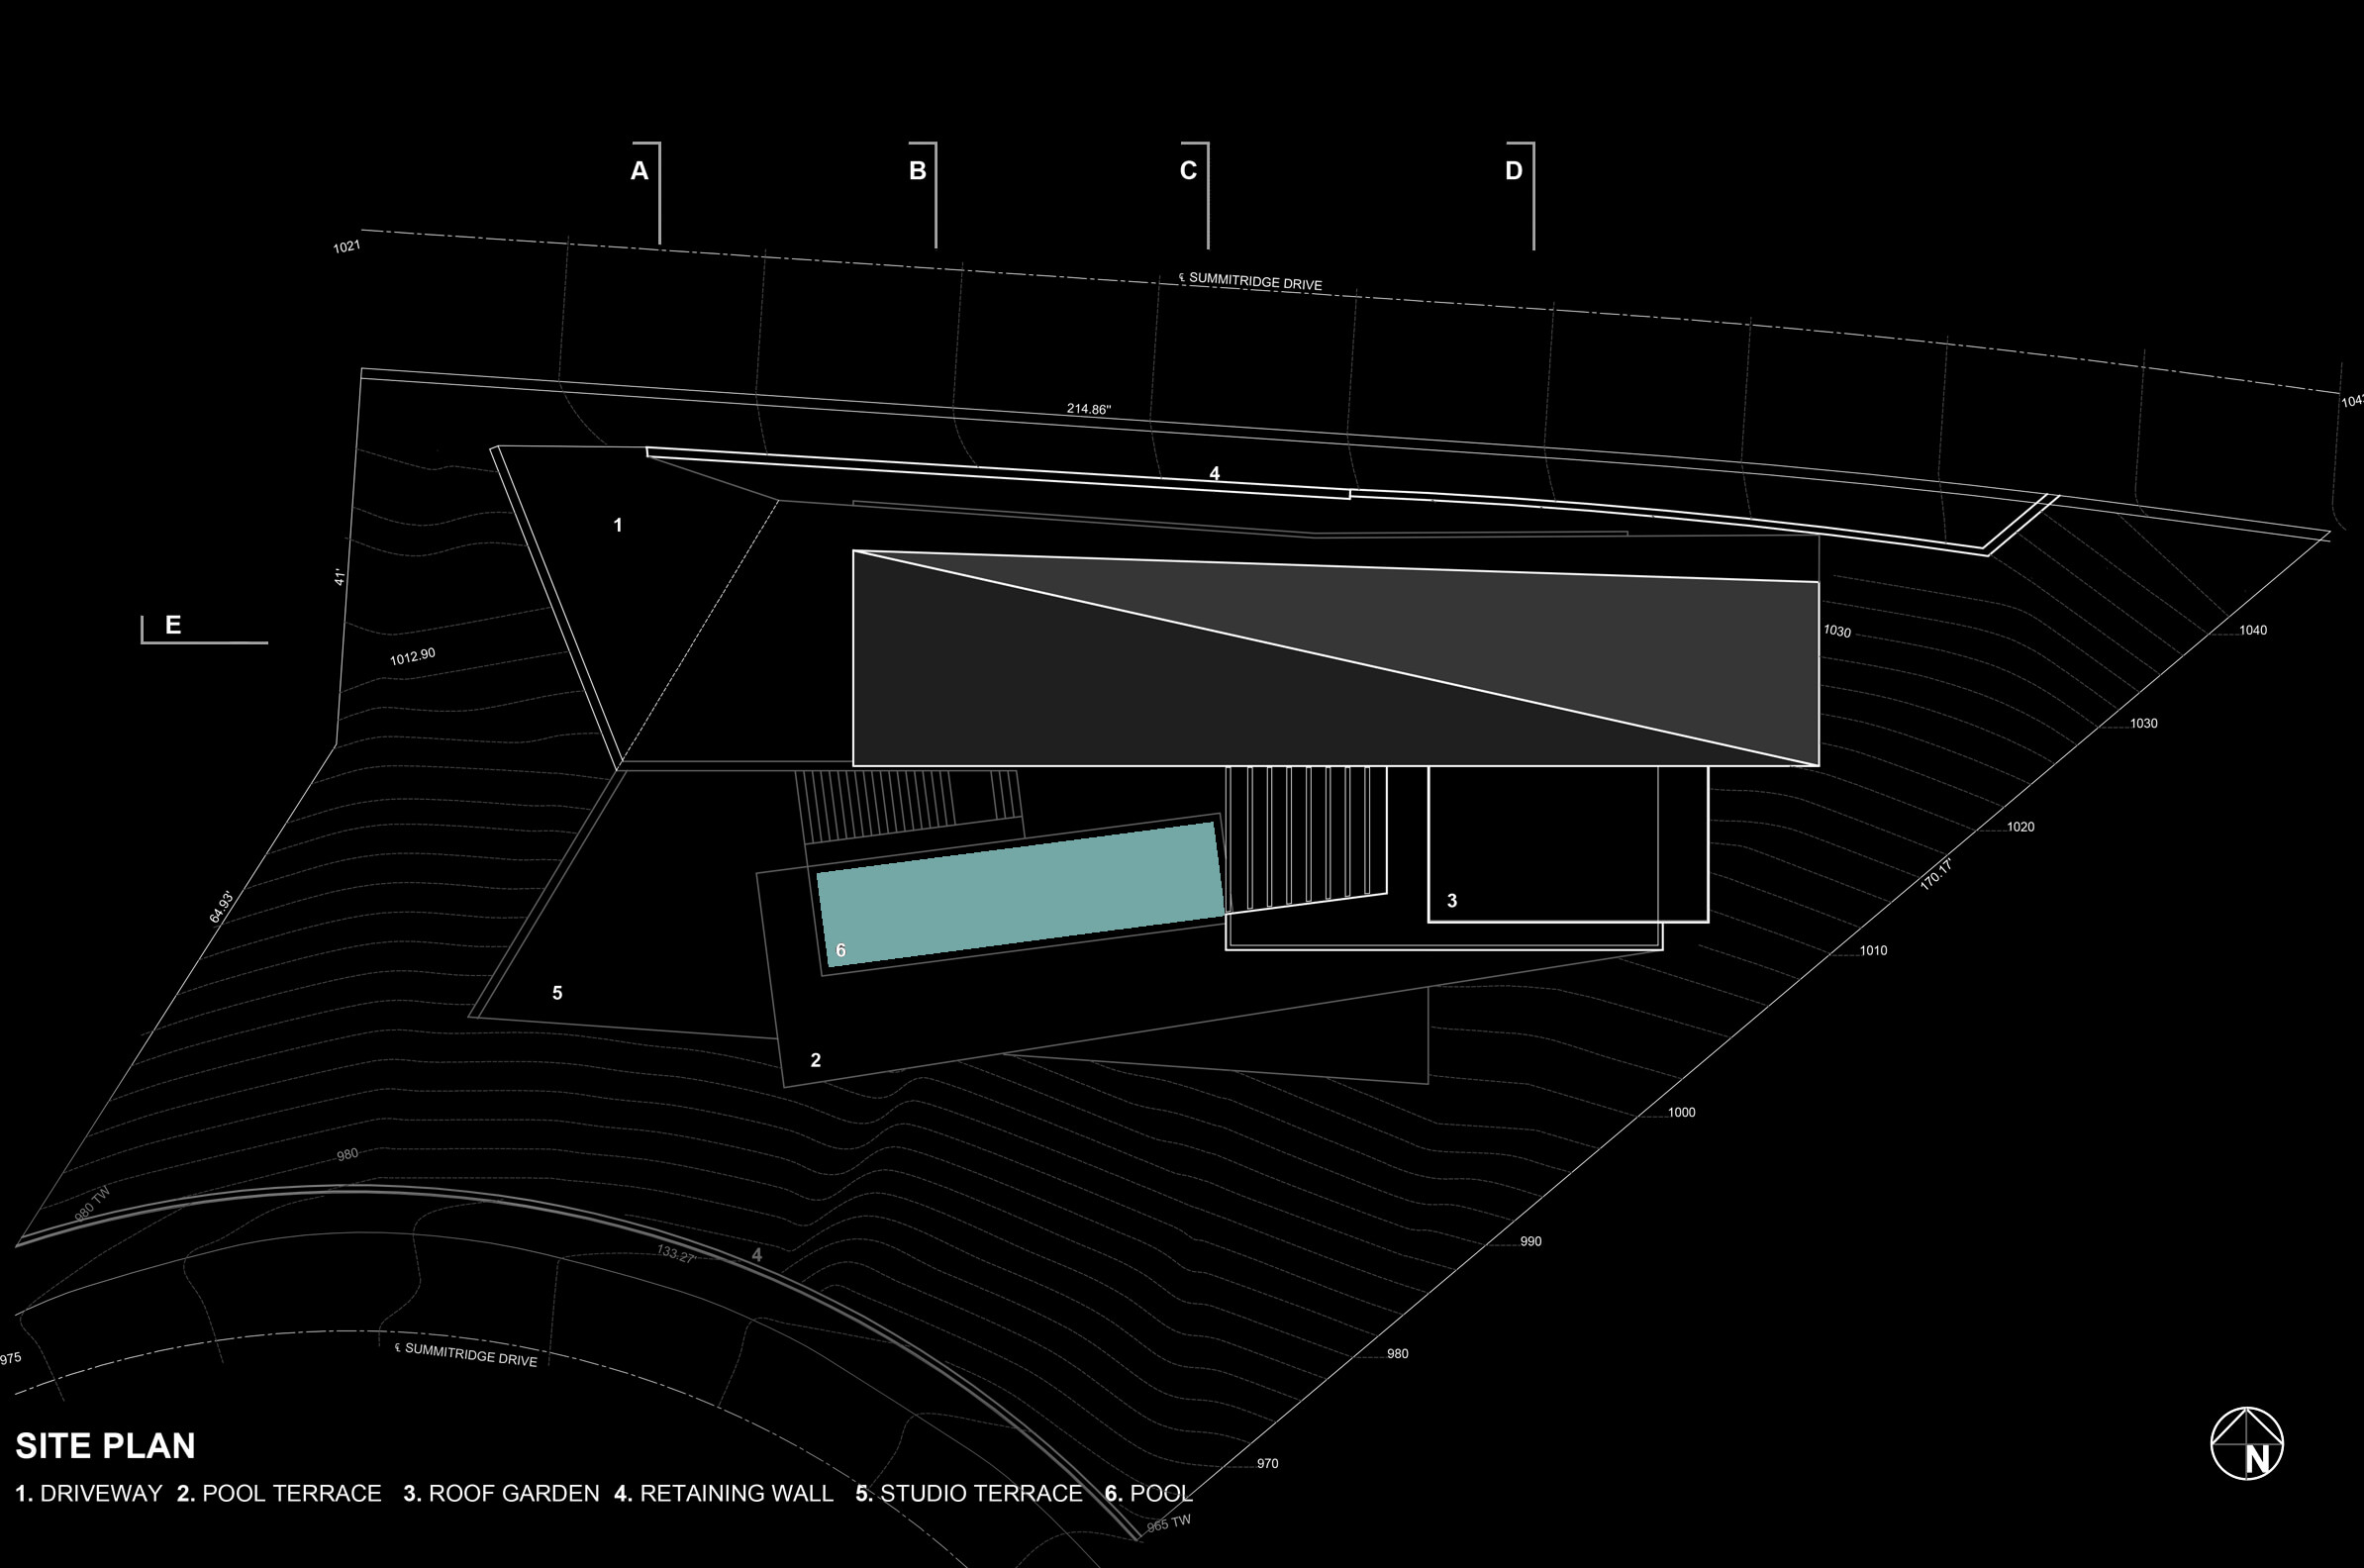 A B C D
1021
℄ SUMMITRIDGE DRIVE
214.86"
4
1
41'
E
1012.90
1030
1040
1030
1020
170.17'
3
64.93'
6
1010
5
2
1000
980
980 TW
133.27'
4
990
975
℄ SUMMITRIDGE DRIVE
980
970
965 TW
N
SITE PLAN
1. DRIVEWAY 2. POOL TERRACE 3. ROOF GARDEN 4. RETAINING WALL 5. STUDIO TERRACE 6. POOL